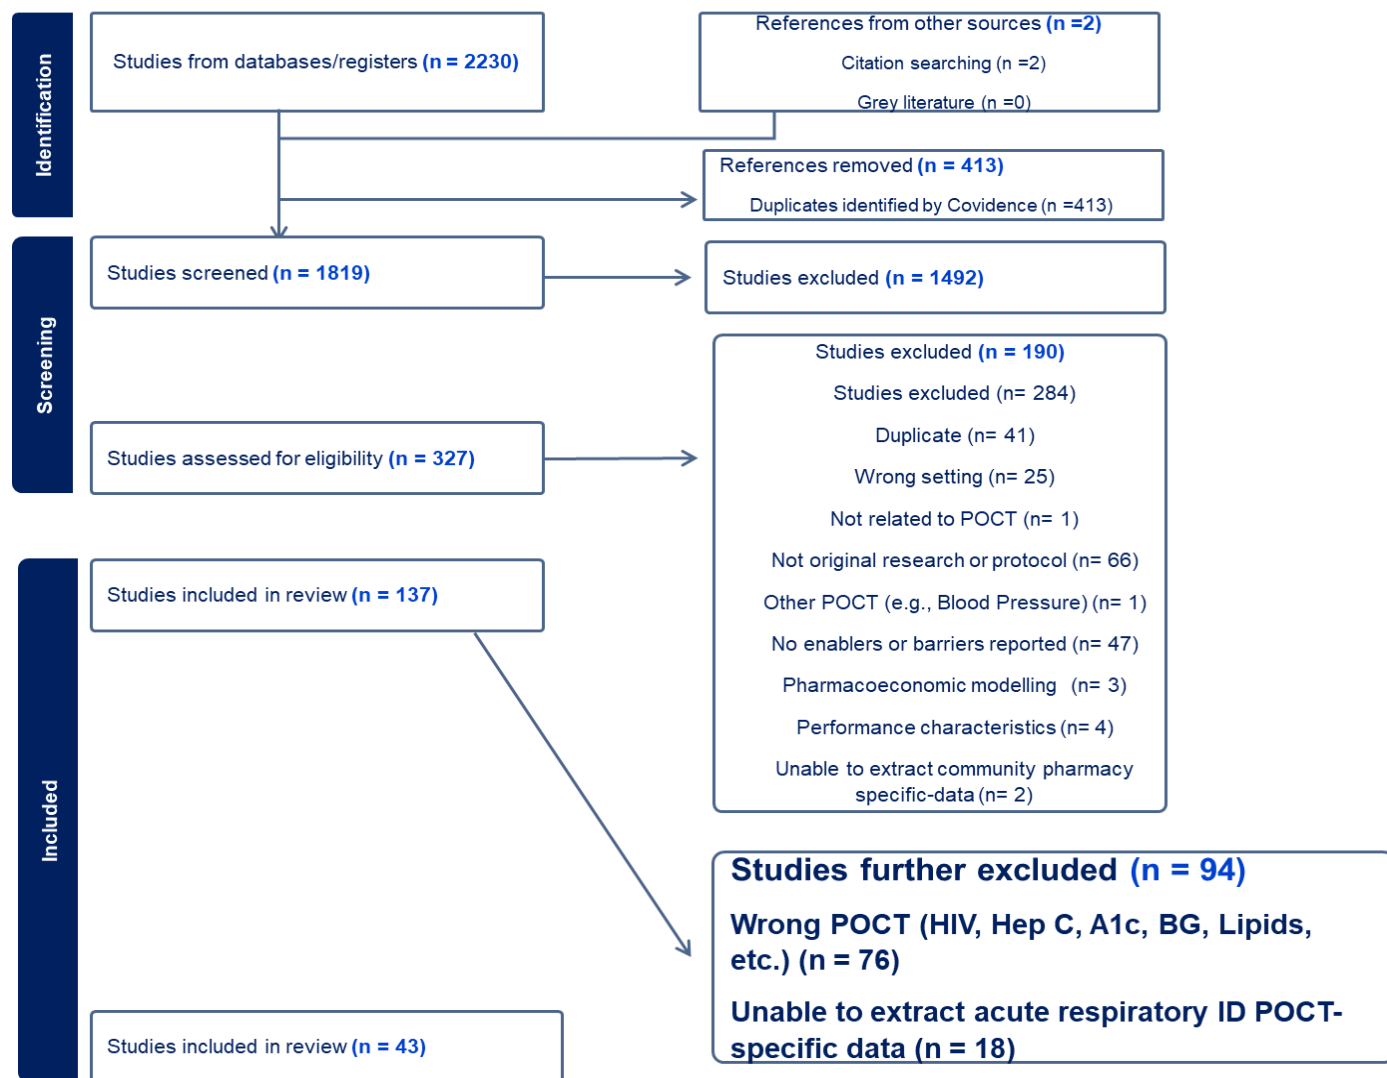 Identification
Studies from databases/registers (n = 2230)
References from other sources (n =2)
Citation searching (n =2)
Grey literature (n =0)
References removed (n = 413)
Duplicates identified by Covidence (n =413)
Screening
Studies screened (n = 1819)
Studies excluded (n = 1492)
Studies assessed for eligibility (n = 327)
Studies excluded (n = 190)
Studies excluded (n= 284)
Duplicate (n= 41)
Wrong setting (n= 25)
Not related to POCT (n= 1)
Not original research or protocol (n= 66)
Other POCT (e.g., Blood Pressure) (n= 1)
No enablers or barriers reported (n= 47)
Pharmacoeconomic modelling (n= 3)
Performance characteristics (n= 4)
Unable to extract community pharmacy
specific-data (n= 2)
Included
Studies included in review (n = 137)
Studies further excluded (n = 94)
Wrong POCT (HIV, Hep C, A1c, BG, Lipids,
etc.) (n = 76)
Unable to extract acute respiratory ID POCT-
specific data (n = 18)
Studies included in review (n = 43)